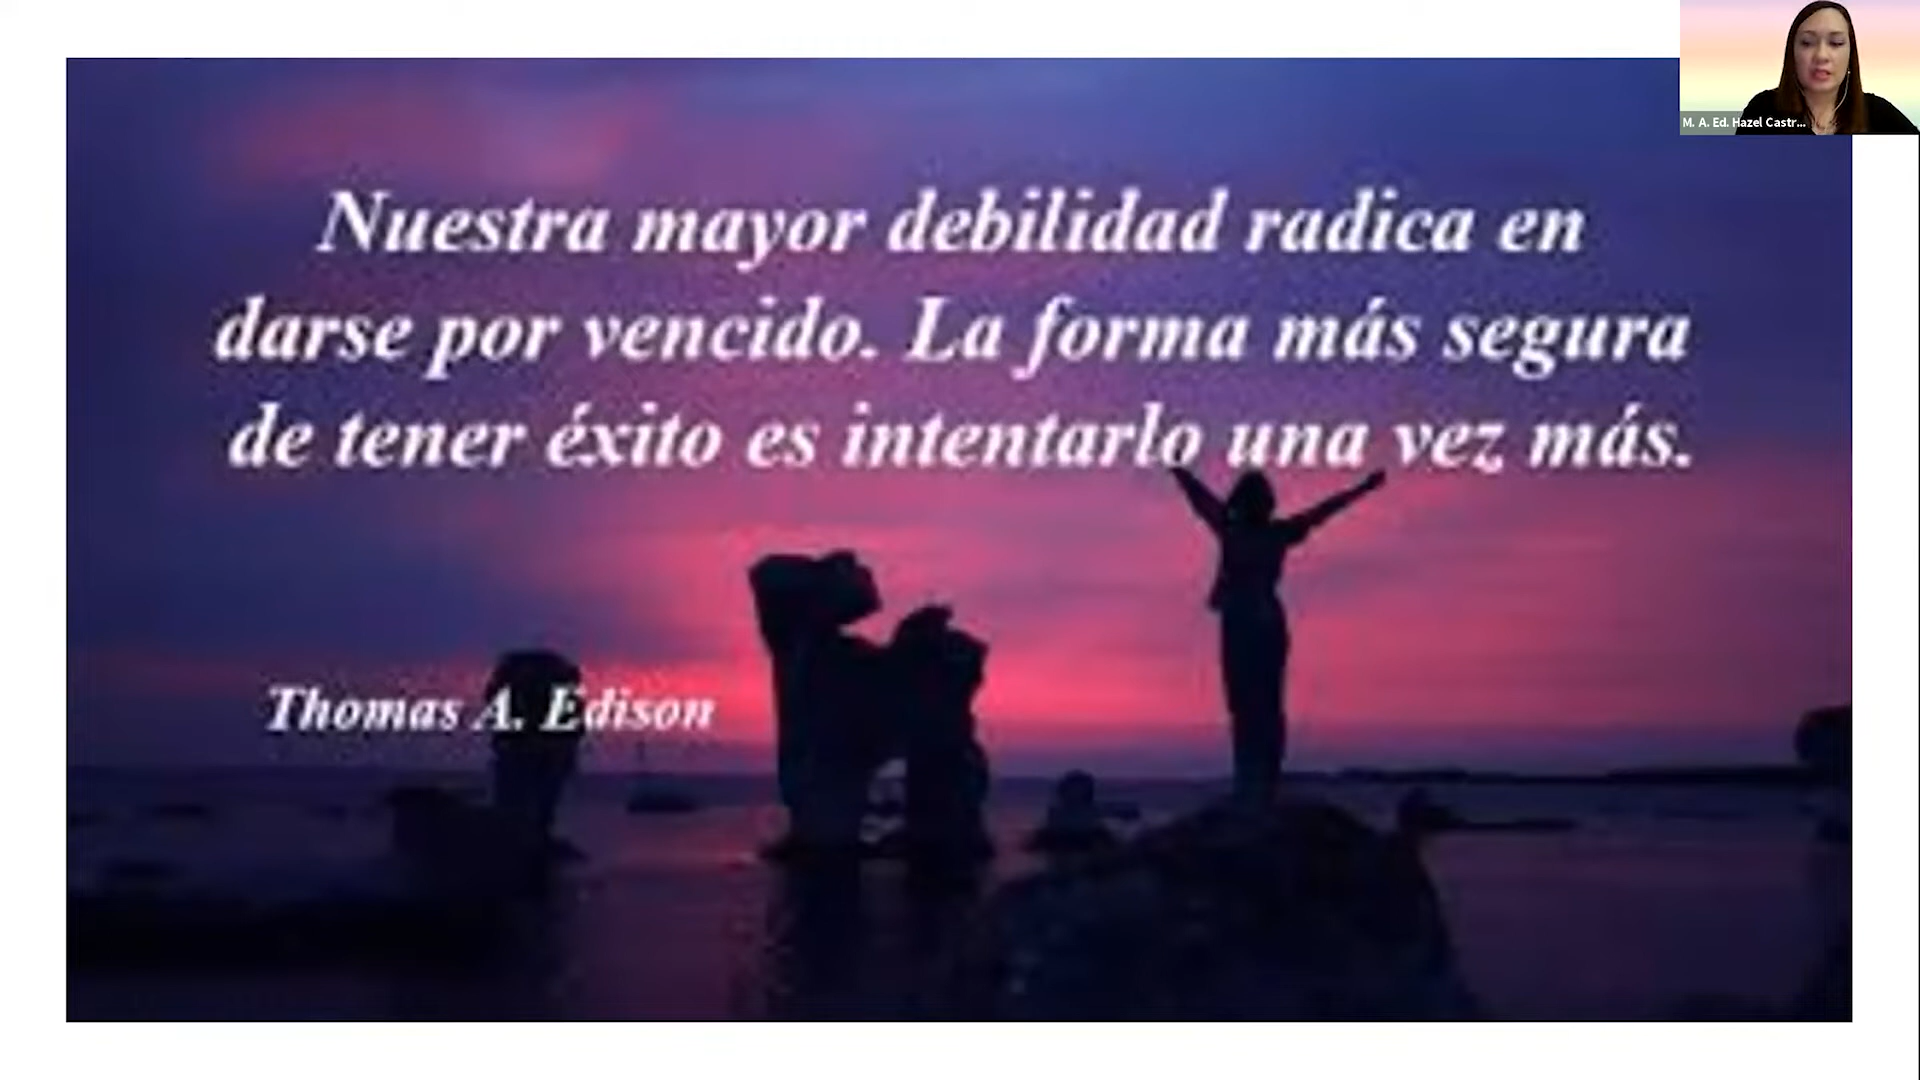 M. A. Ed. Hazel Castr...
Nuestra mayor debilidad radica en
darse por vencido. La forma más segura
de tener éxito es intentarlo una vez más.
Thomas A. Edison